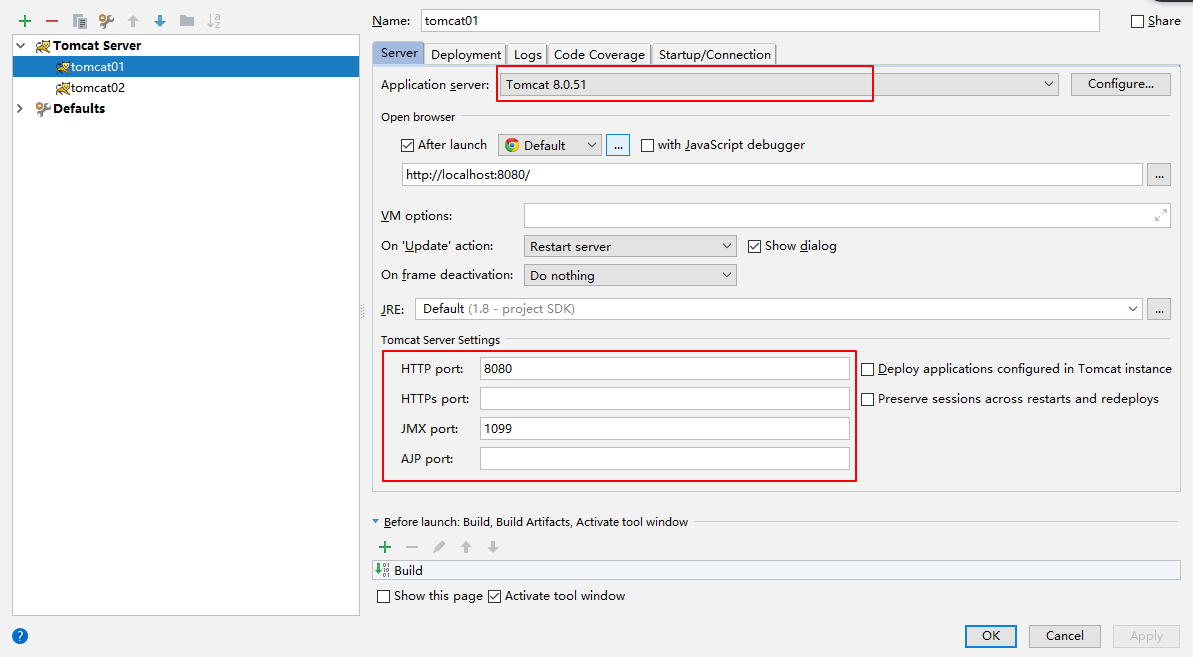 Name: tomcat01 Share
Tomcat Server
tomcat01
tomcat02
Defaults
Server Deployment Logs Code Coverage Startup/Connection
Application server: Tomcat 8.0.51 Configure...
Open browser
After launch Default ... with JavaScript debugger
http://localhost:8080/ ...
VM options:
On 'Update' action: Restart server Show dialog
On frame deactivation: Do nothing
JRE: Default (1.8 - project SDK) ...
Tomcat Server Settings
HTTP port: 8080 Deploy applications configured in Tomcat instance
HTTPs port: Preserve sessions across restarts and redeploys
JMX port: 1099
AJP port:
Before launch: Build, Build Artifacts, Activate tool window
Build
Show this page Activate tool window
? OK Cancel Apply